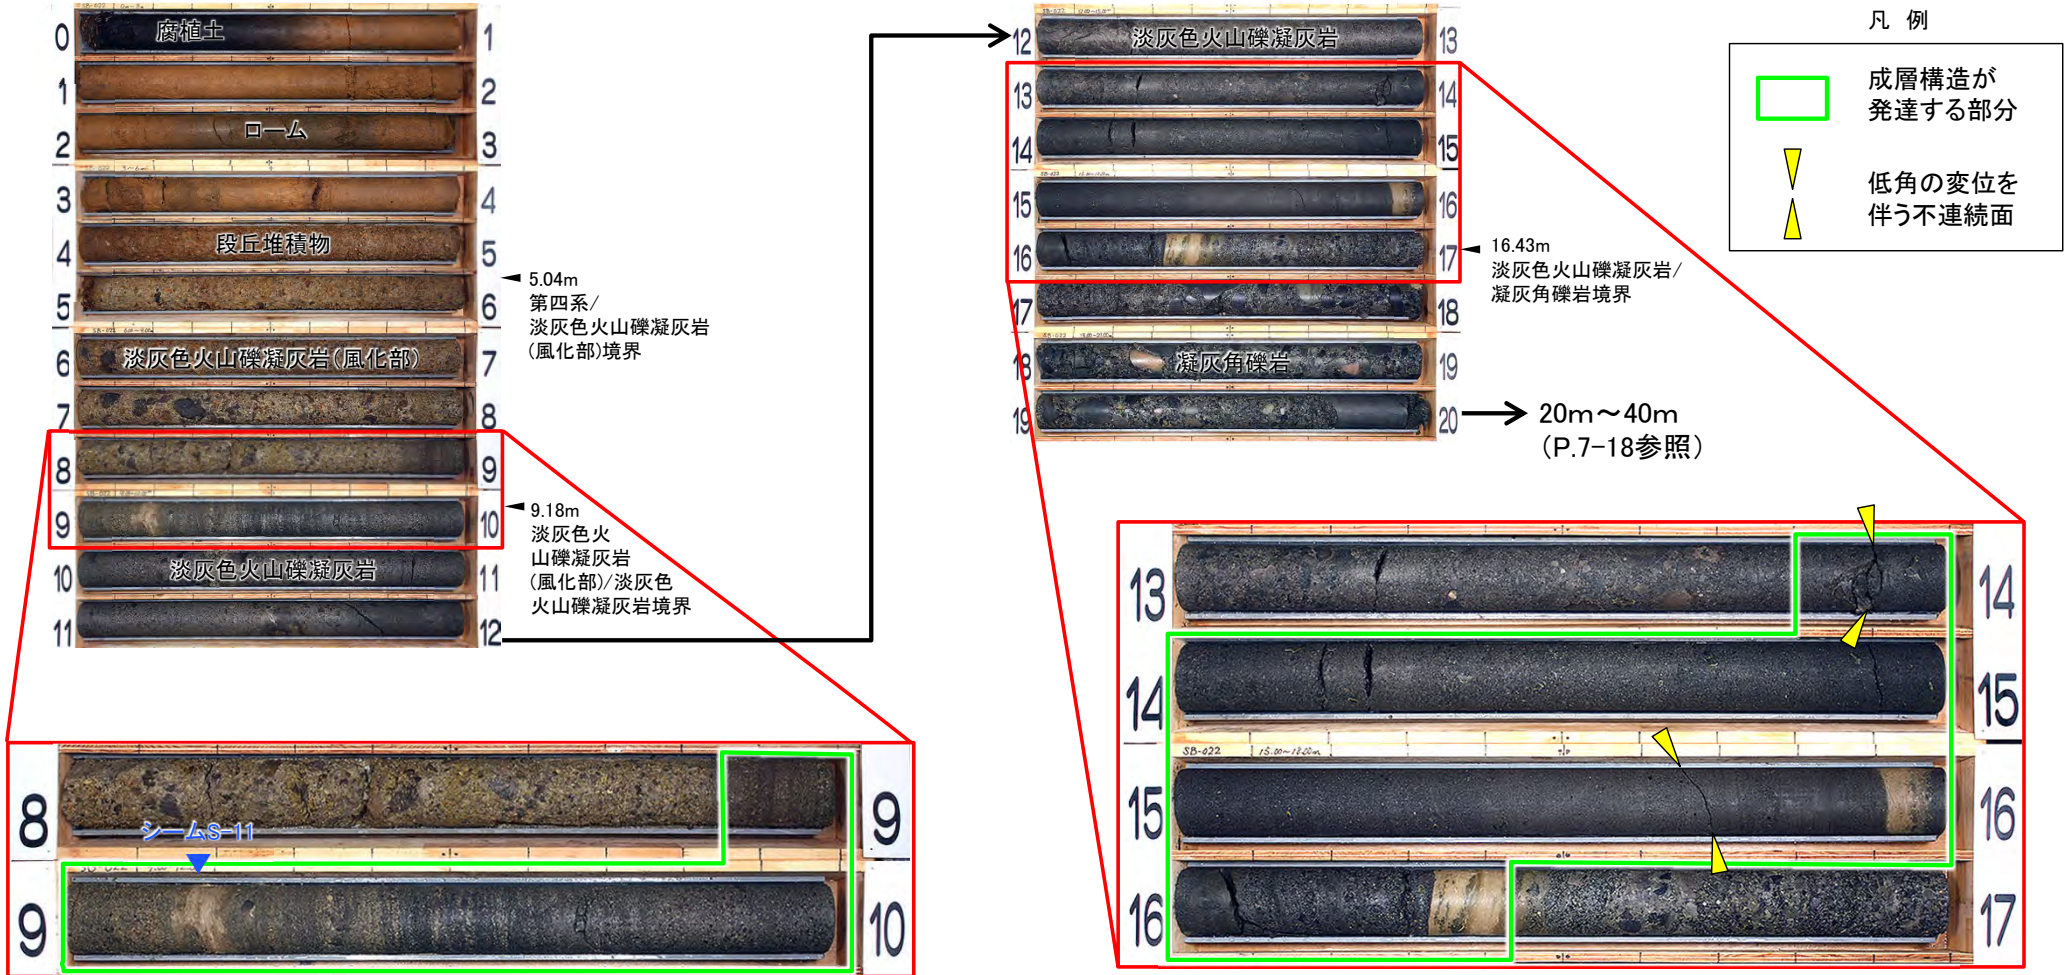 0
腐植土
1
1
2
2
ローム
3
3
4
4
段丘堆積物
5
5
6
5.04m
第四系/
淡灰色火山礫凝灰岩
(風化部)境界
6
淡灰色火山礫凝灰岩(風化部)
7
7
8
8
9
9
10
9.18m
淡灰色火
山礫凝灰岩
(風化部)/淡灰色
火山礫凝灰岩境界
10
淡灰色火山礫凝灰岩
11
11
12
12
淡灰色火山礫凝灰岩
13
13
14
14
15
15
16
16
17
16.43m
淡灰色火山礫凝灰岩/
凝灰角礫岩境界
17
18
18
凝灰角礫岩
19
19
20
20m~40m
(P.7-18参照)
凡 例
成層構造が
発達する部分
低角の変位を
伴う不連続面
8
9
シームS-11
9
10
13
14
14
15
SB-022 15.00~18.00m
15
16
16
17